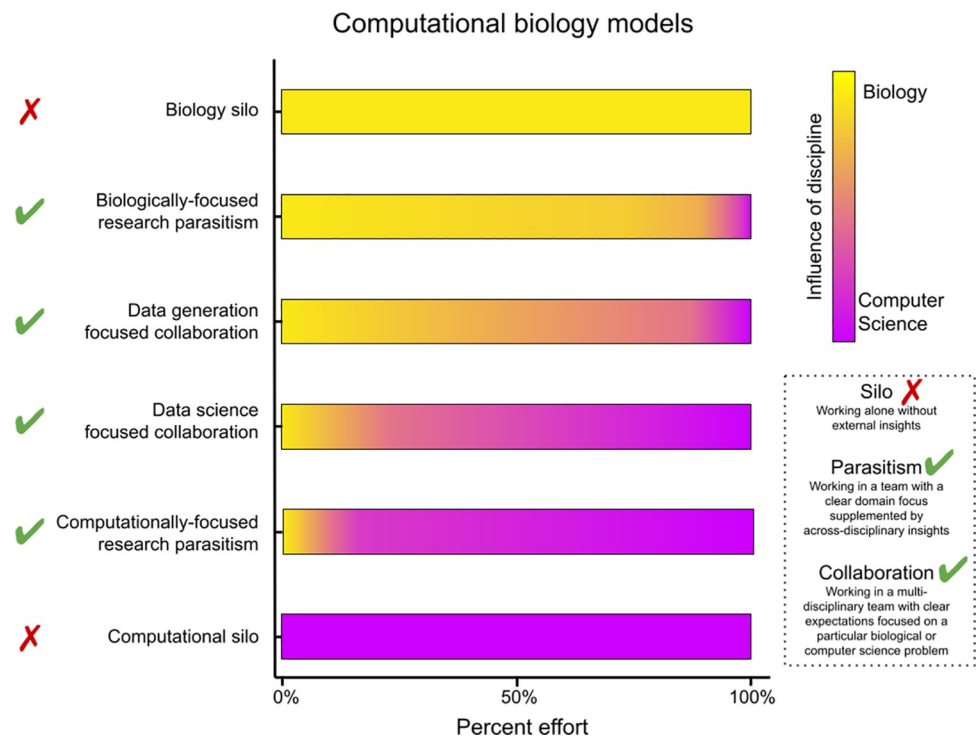 Computational biology models
Biology silo
Biologically-focused
research parasitism
Data generation
focused collaboration
Data science
focused collaboration
Computationally-focused
research parasitism
Computational silo
0%
50%
100%
Percent effort
Influence of discipline
Biology
Computer
Science
Silo
Working alone without
external insights
Parasitism
Working in a team with a
clear domain focus
supplemented by
across-disciplinary insights
Collaboration
Working in a multi-
disciplinary team with clear
expectations focused on a
particular biological or
computer science problem